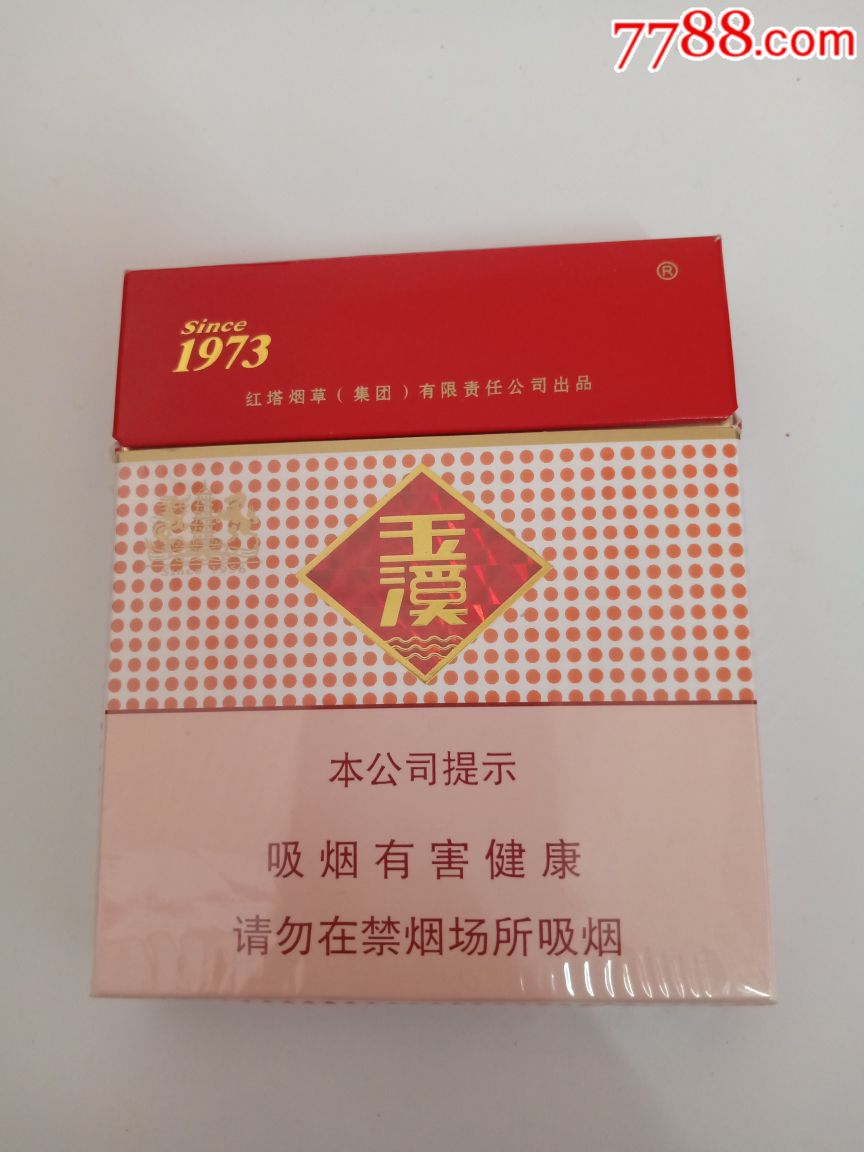 7788.com
®
Since
1973
红塔烟草（集团）有限责任公司出品
玉
溪
本公司提示
吸烟有害健康
请勿在禁烟场所吸烟